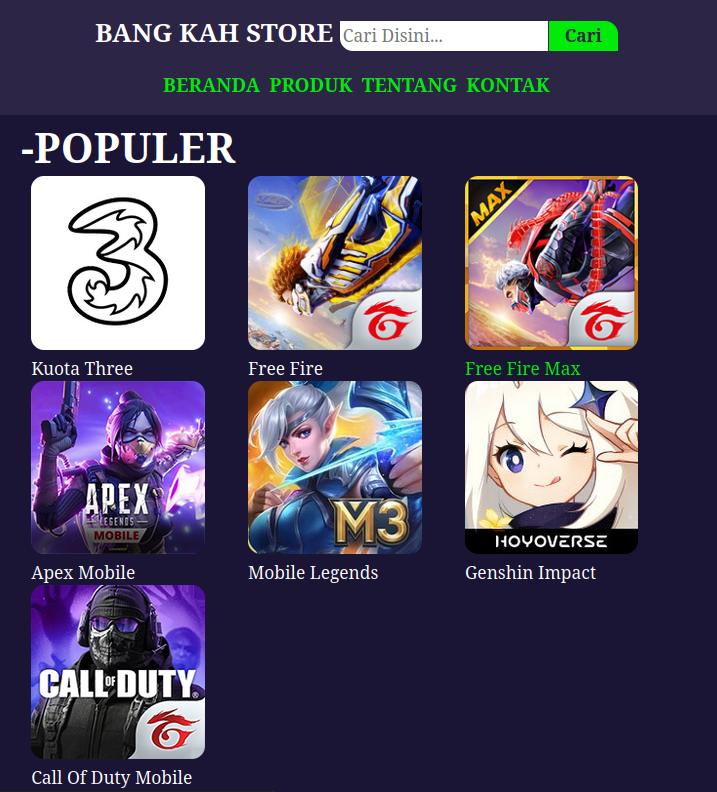 BANG KAH STORE Cari Disini... Cari
BERANDA PRODUK TENTANG KONTAK
-POPULER
MAX
Kuota Three Free Fire Free Fire Max
APEX
LEGENDS
MOBILE
M3
HOYOVERSE
Apex Mobile Mobile Legends Genshin Impact
CALL OF DUTY®
Call Of Duty Mobile